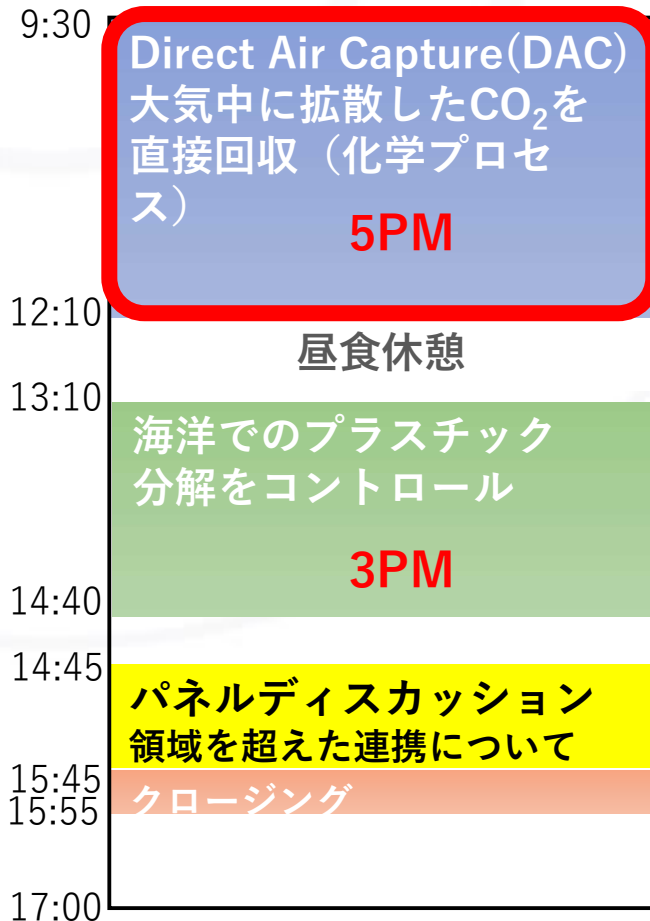 9:30
Direct Air Capture(DAC)
大気中に拡散したCO₂を
直接回収（化学プロセ
ス）
5PM
12:10
昼食休憩
13:10
海洋でのプラスチック
分解をコントロール
3PM
14:40
14:45
パネルディスカッション
領域を超えた連携について
15:45
クロージング
15:55
17:00